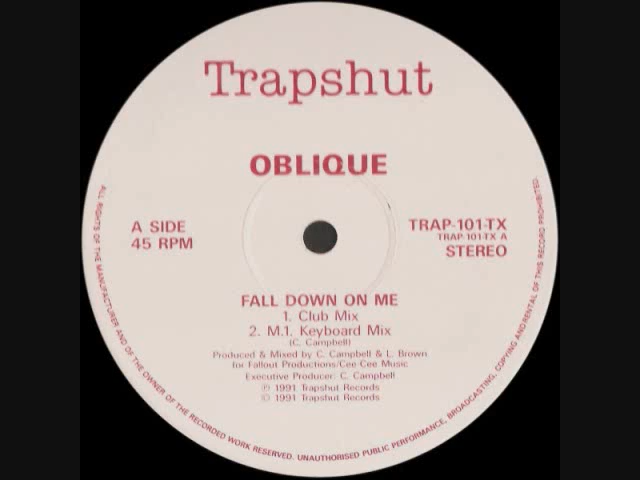 Trapshut
OBLIQUE
A SIDE
45 RPM
TRAP-101-TX
TRAP-101-TX A
STEREO
FALL DOWN ON ME
1. Club Mix
2. M.1. Keyboard Mix
(C. Campbell)
Produced & Mixed by C. Campbell & L. Brown
for Fallout Productions/Cee-Cee Music
Executive Producer: C. Campbell
℗ 1991 Trapshut Records
© 1991 Trapshut Records
ALL RIGHTS OF THE MANUFACTURER AND OF THE OWNER OF THE RECORDED WORK RESERVED. UNAUTHORISED PUBLIC PERFORMANCE, BROADCASTING, COPYING AND RENTAL OF THIS RECORD PROHIBITED.